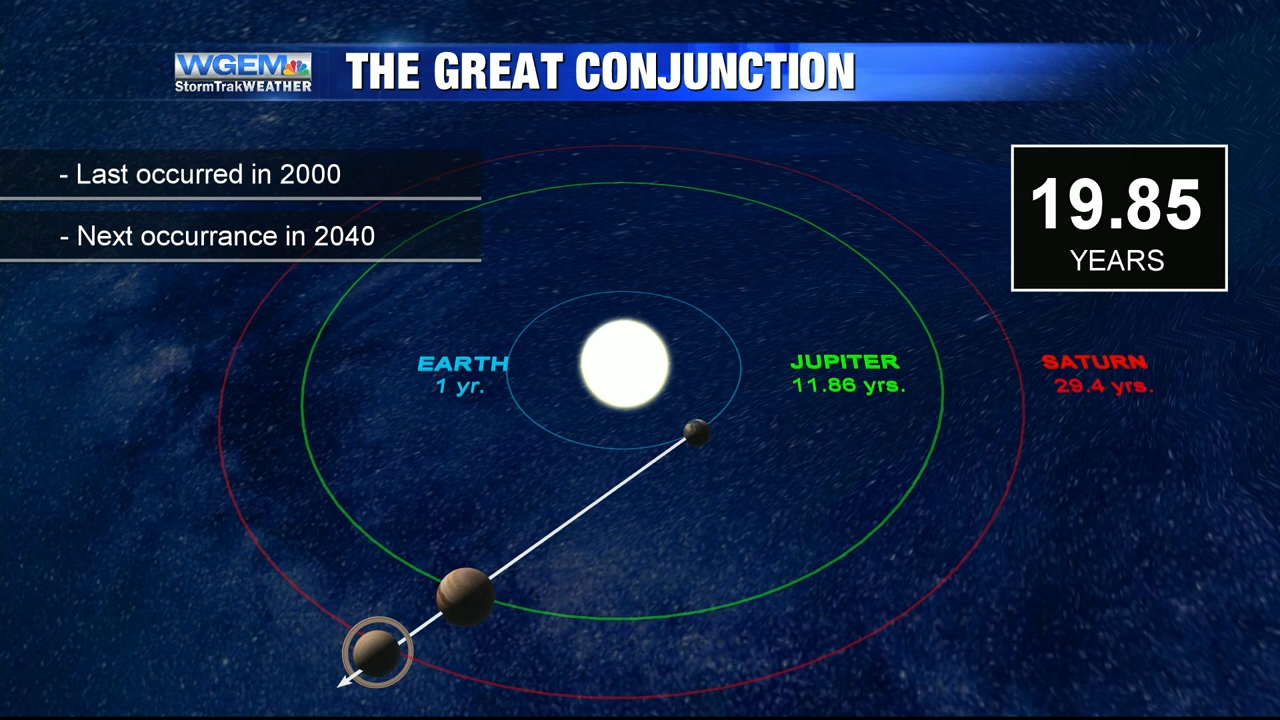 WGEM
StormTrakWEATHER
THE GREAT CONJUNCTION
- Last occurred in 2000
- Next occurrance in 2040
19.85
YEARS
EARTH
1 yr.
JUPITER
11.86 yrs.
SATURN
29.4 yrs.